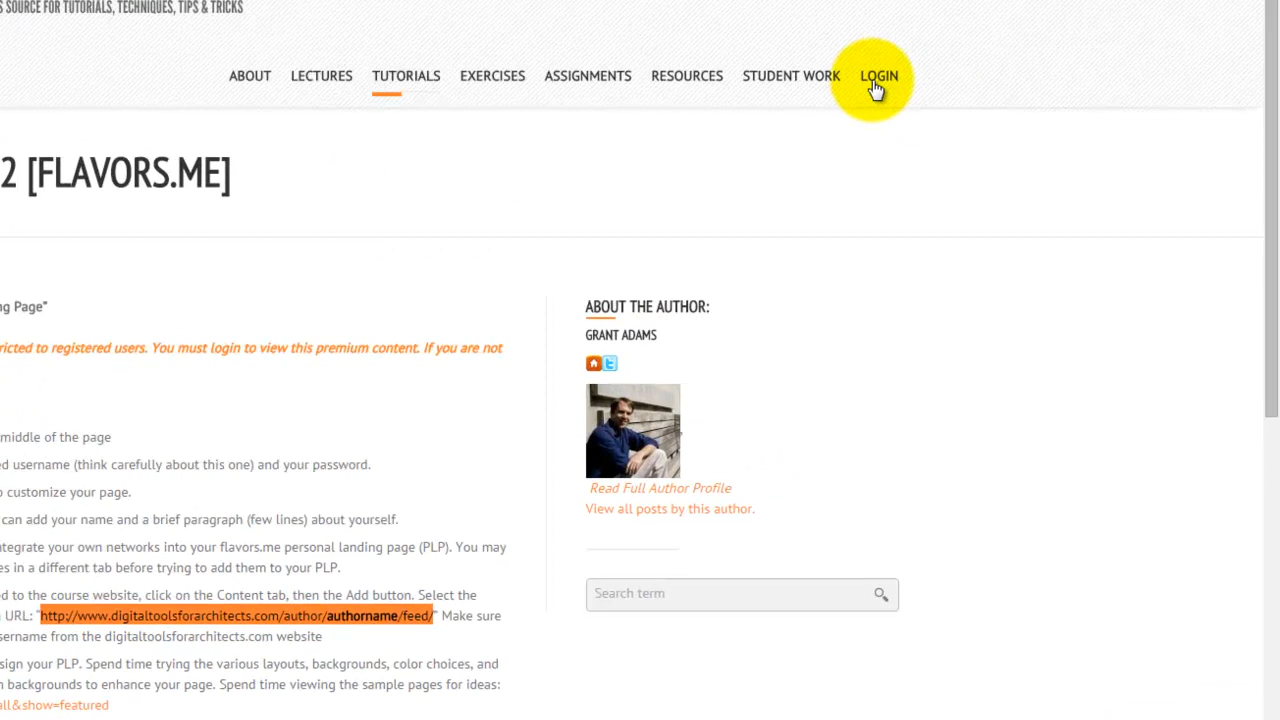 S SOURCE FOR TUTORIALS, TECHNIQUES, TIPS & TRICKS
ABOUT LECTURES TUTORIALS EXERCISES ASSIGNMENTS RESOURCES STUDENT WORK LOGIN
2 [FLAVORS.ME]
ng Page"
ricted to registered users. You must login to view this premium content. If you are not
middle of the page
ed username (think carefully about this one) and your password.
o customize your page.
can add your name and a brief paragraph (few lines) about yourself.
ntegrate your own networks into your flavors.me personal landing page (PLP). You may
es in a different tab before trying to add them to your PLP.
ed to the course website, click on the Content tab, then the Add button. Select the
g URL: "http://www.digitaltoolsforarchitects.com/author/authorname/feed/" Make sure
sername from the digitaltoolsforarchitects.com website
sign your PLP. Spend time trying the various layouts, backgrounds, color choices, and
n backgrounds to enhance your page. Spend time viewing the sample pages for ideas:
all&show=featured
ABOUT THE AUTHOR:
GRANT ADAMS
Read Full Author Profile
View all posts by this author.
Search term